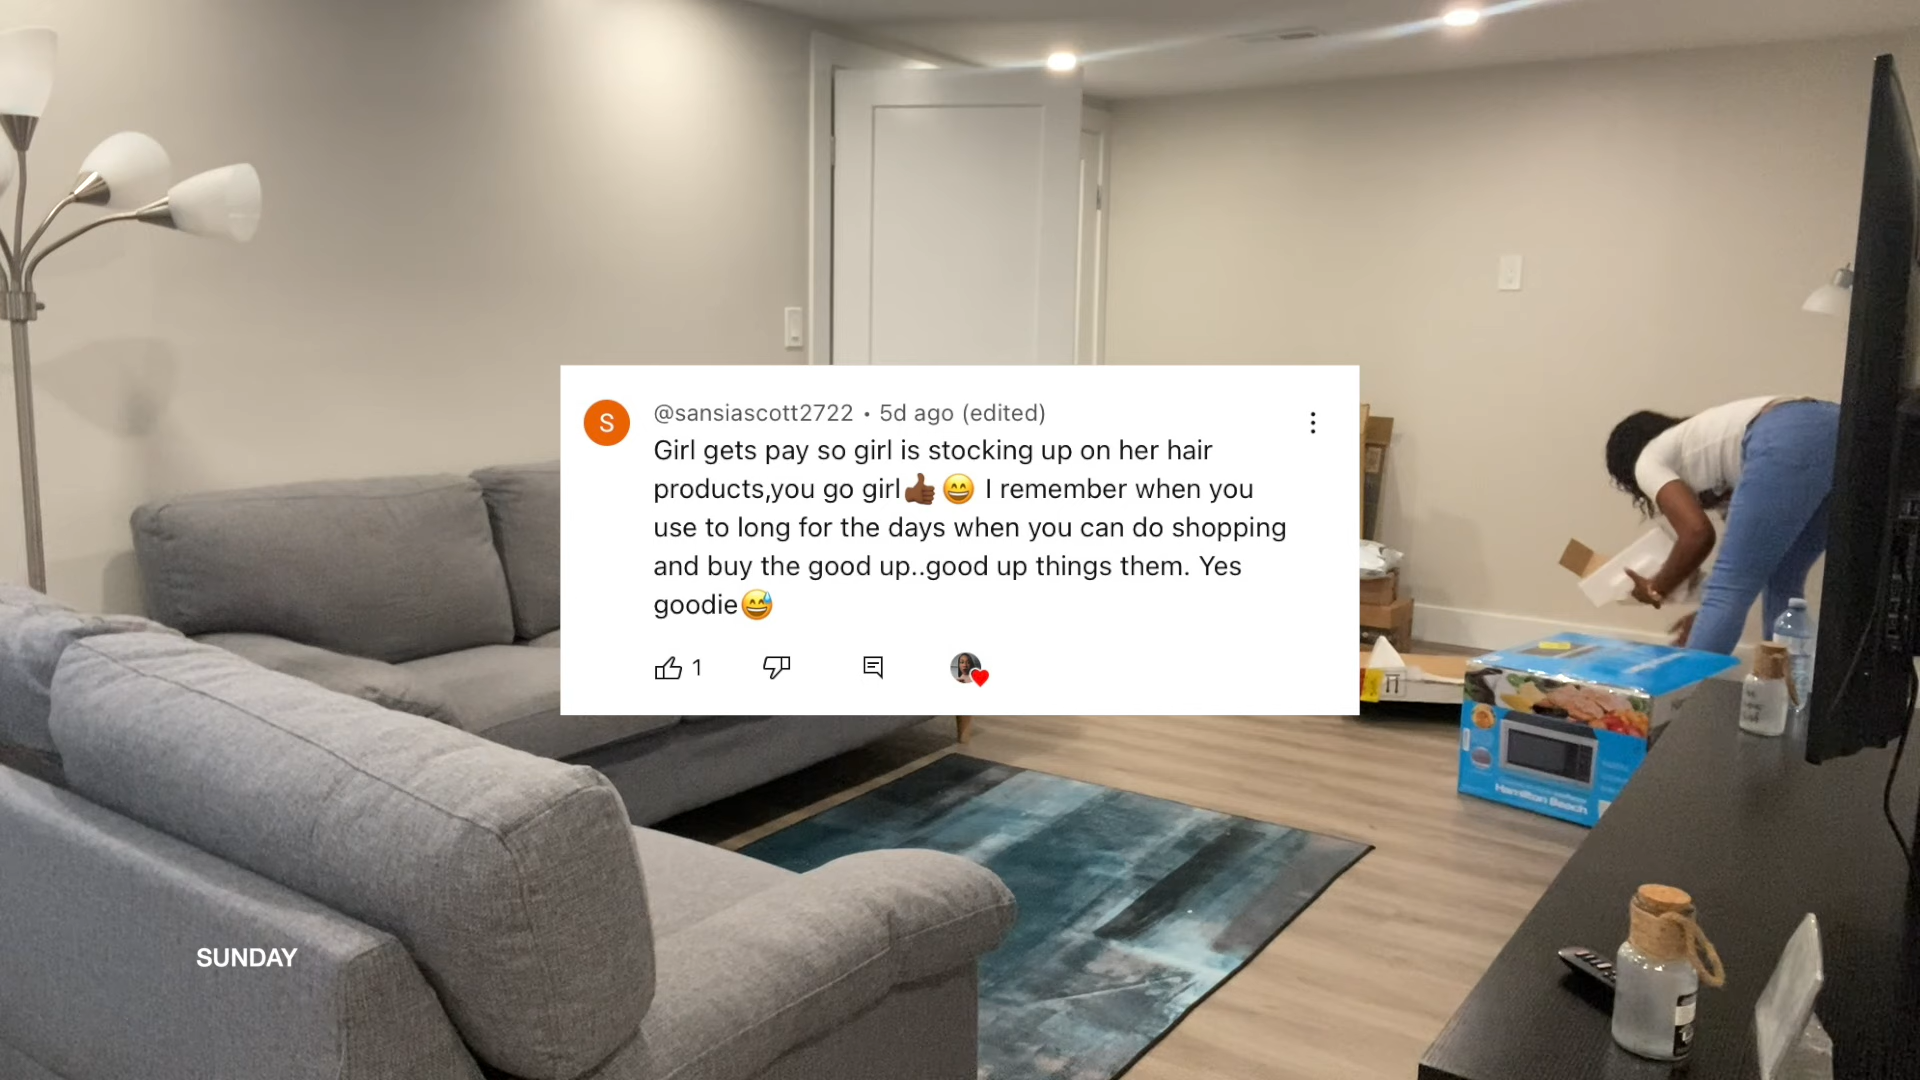 @sansiascott2722 • 5d ago (edited)
Girl gets pay so girl is stocking up on her hair
products,you go girl👍🏾😄 I remember when you
use to long for the days when you can do shopping
and buy the good up..good up things them. Yes
goodie😅
1
Hamilton Beach
SUNDAY